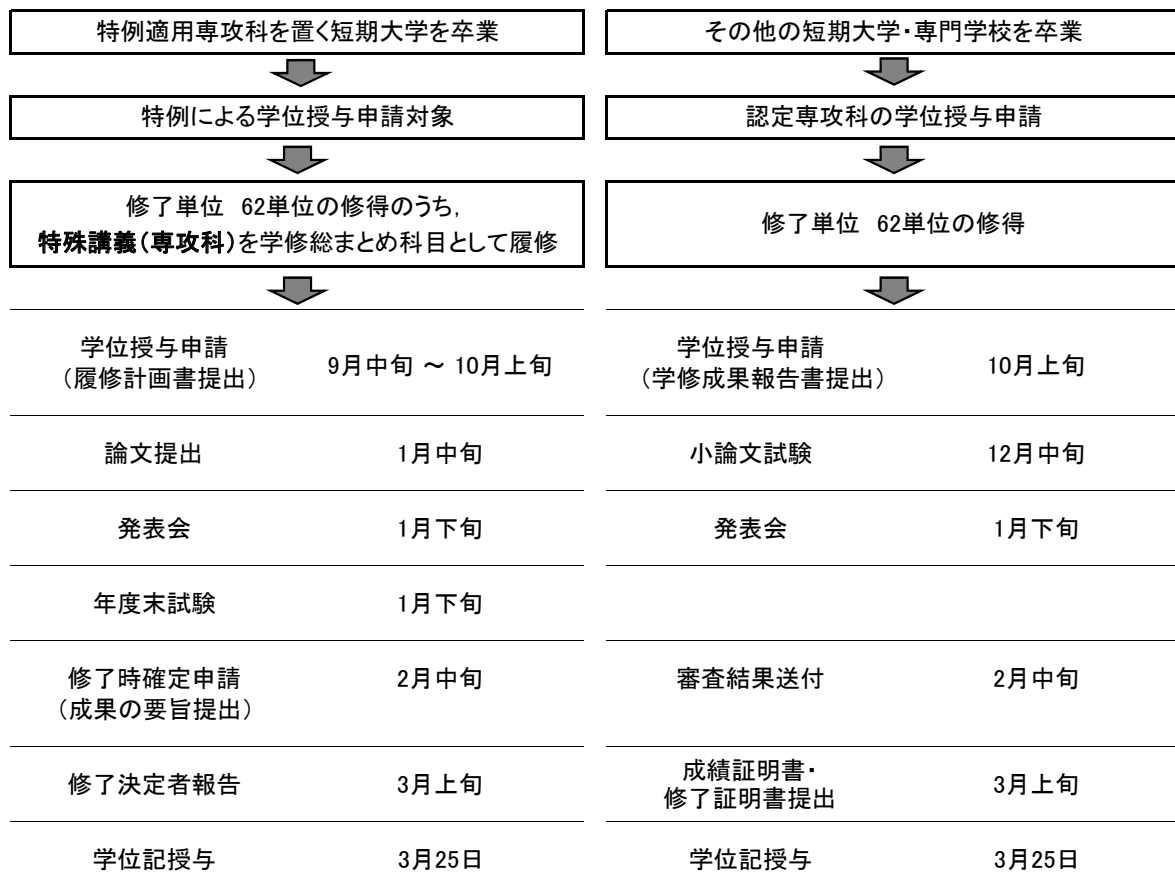 特例適用専攻科を置く短期大学を卒業
特例による学位授与申請対象
修了単位 62単位の修得のうち,
特殊講義(専攻科)を学修総まとめ科目として履修
学位授与申請
(履修計画書提出)
9月中旬 ～ 10月上旬
論文提出 1月中旬
発表会 1月下旬
年度末試験 1月下旬
修了時確定申請
(成果の要旨提出)
2月中旬
修了決定者報告 3月上旬
学位記授与 3月25日
その他の短期大学・専門学校を卒業
認定専攻科の学位授与申請
修了単位 62単位の修得
学位授与申請
(学修成果報告書提出)
10月上旬
小論文試験 12月中旬
発表会 1月下旬
審査結果送付 2月中旬
成績証明書・
修了証明書提出
3月上旬
学位記授与 3月25日